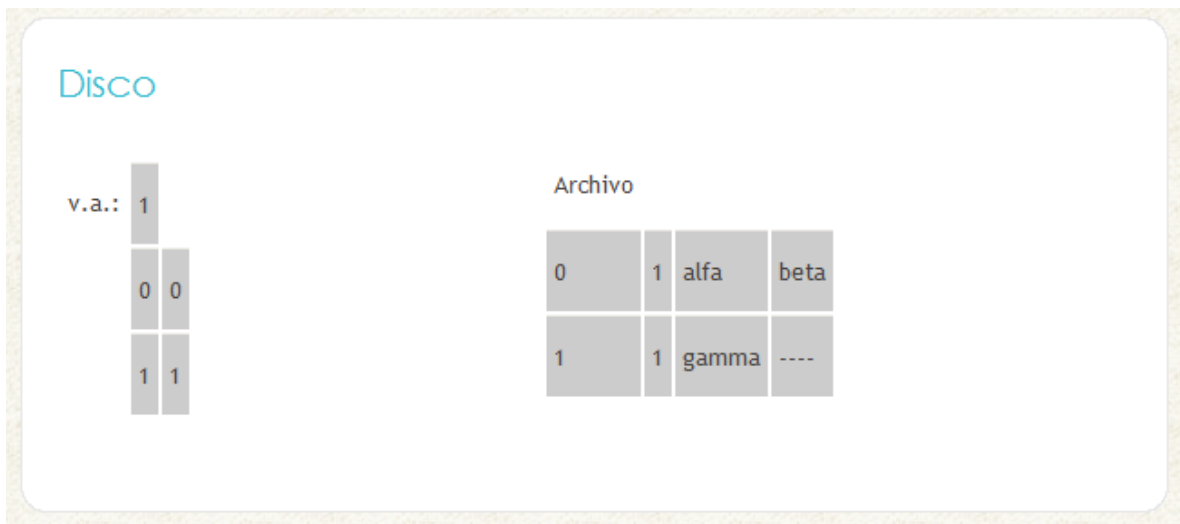 Disco
v.a.: 1
0 0
1 1
Archivo
0 1 alfa beta
1 1 gamma ----